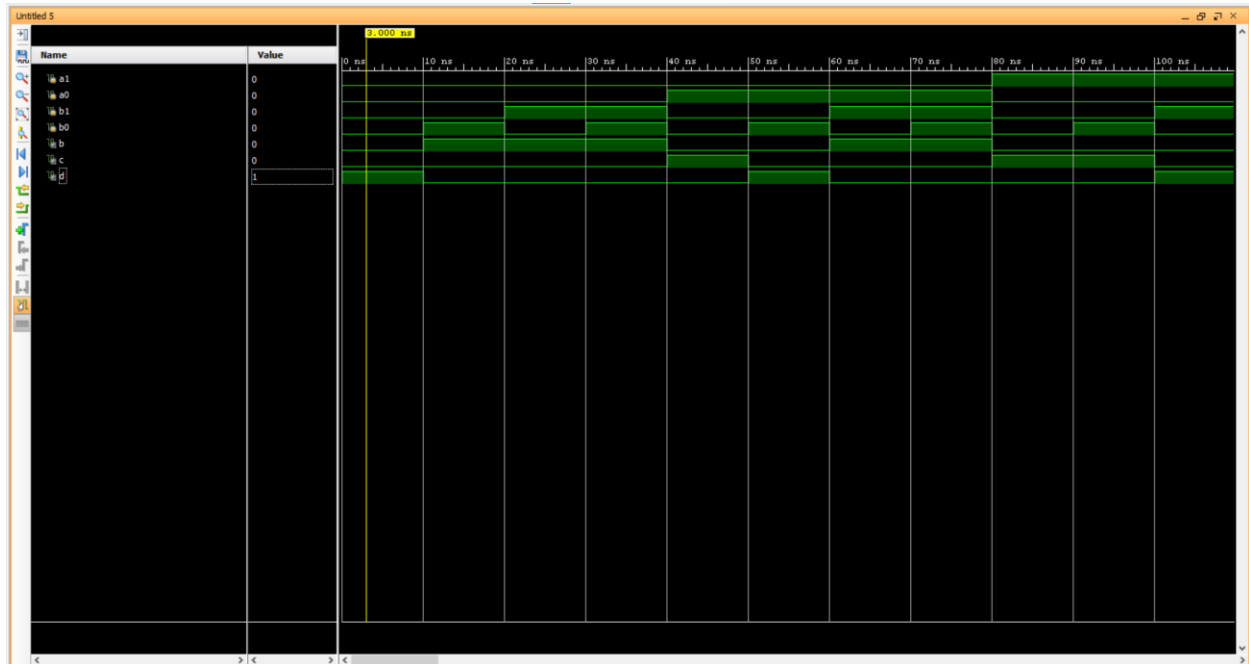 Untitled 5
3.000 ns
Name Value
0 ns 10 ns 20 ns 30 ns 40 ns 50 ns 60 ns 70 ns 80 ns 90 ns 100 ns
a1 0
a0 0
b1 0
b0 0
b 0
c 0
d 1